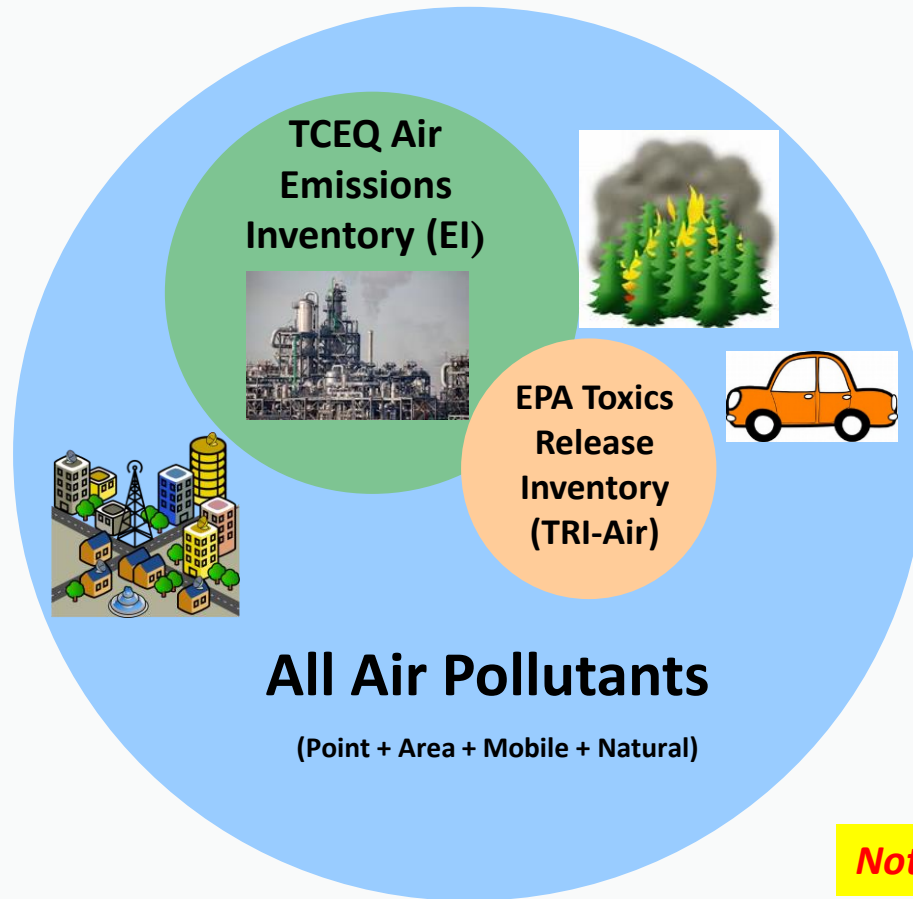 TCEQ Air
Emissions
Inventory (EI)
EPA Toxics
Release
Inventory
(TRI-Air)
All Air Pollutants
(Point + Area + Mobile + Natural)